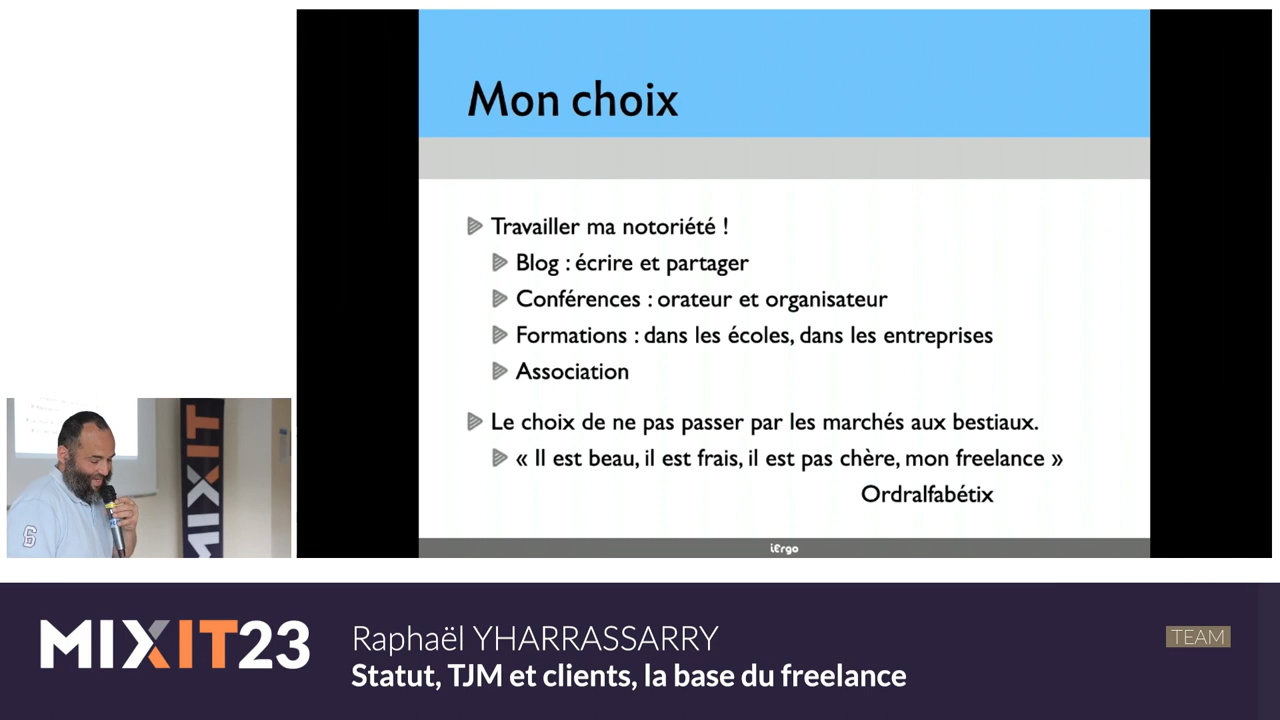 Mon choix
Travailler ma notoriété !
Blog : écrire et partager
Conférences : orateur et organisateur
Formations : dans les écoles, dans les entreprises
Association
Le choix de ne pas passer par les marchés aux bestiaux.
« Il est beau, il est frais, il est pas chère, mon freelance »
Ordralfabétix
iErgo
MIXIT
6
MIXIT23
Raphaël YHARRASSARRY
TEAM
Statut, TJM et clients, la base du freelance